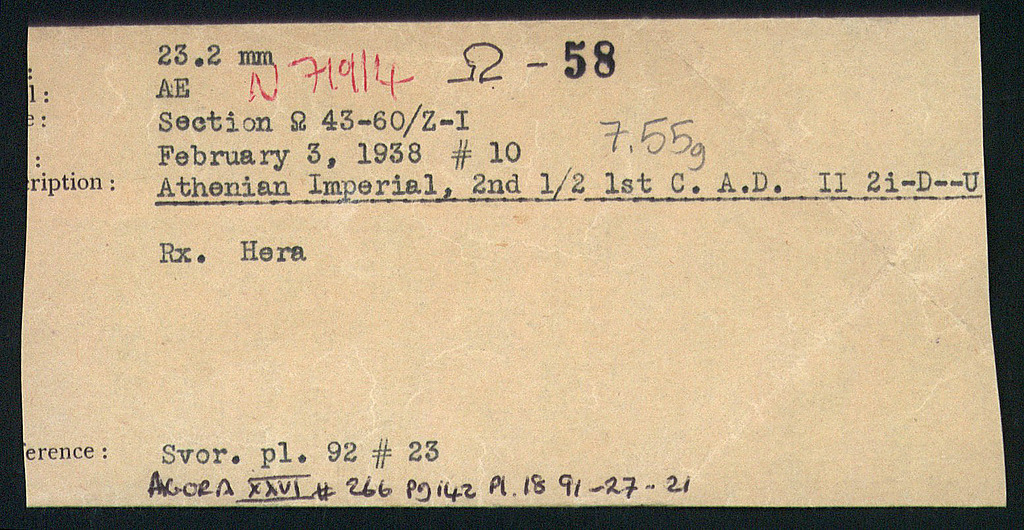 23.2 mm Ω - 58
l: AE N 71914
e: Section Ω 43-60/Z-I
: February 3, 1938 # 10 7.55g
ription: Athenian Imperial, 2nd 1/2 1st C. A.D. II 2i-D--U
Rx. Hera
erence: Svor. pl. 92 # 23
AGORA XXVI # 266 pg 142 Pl. 18 91-27-21